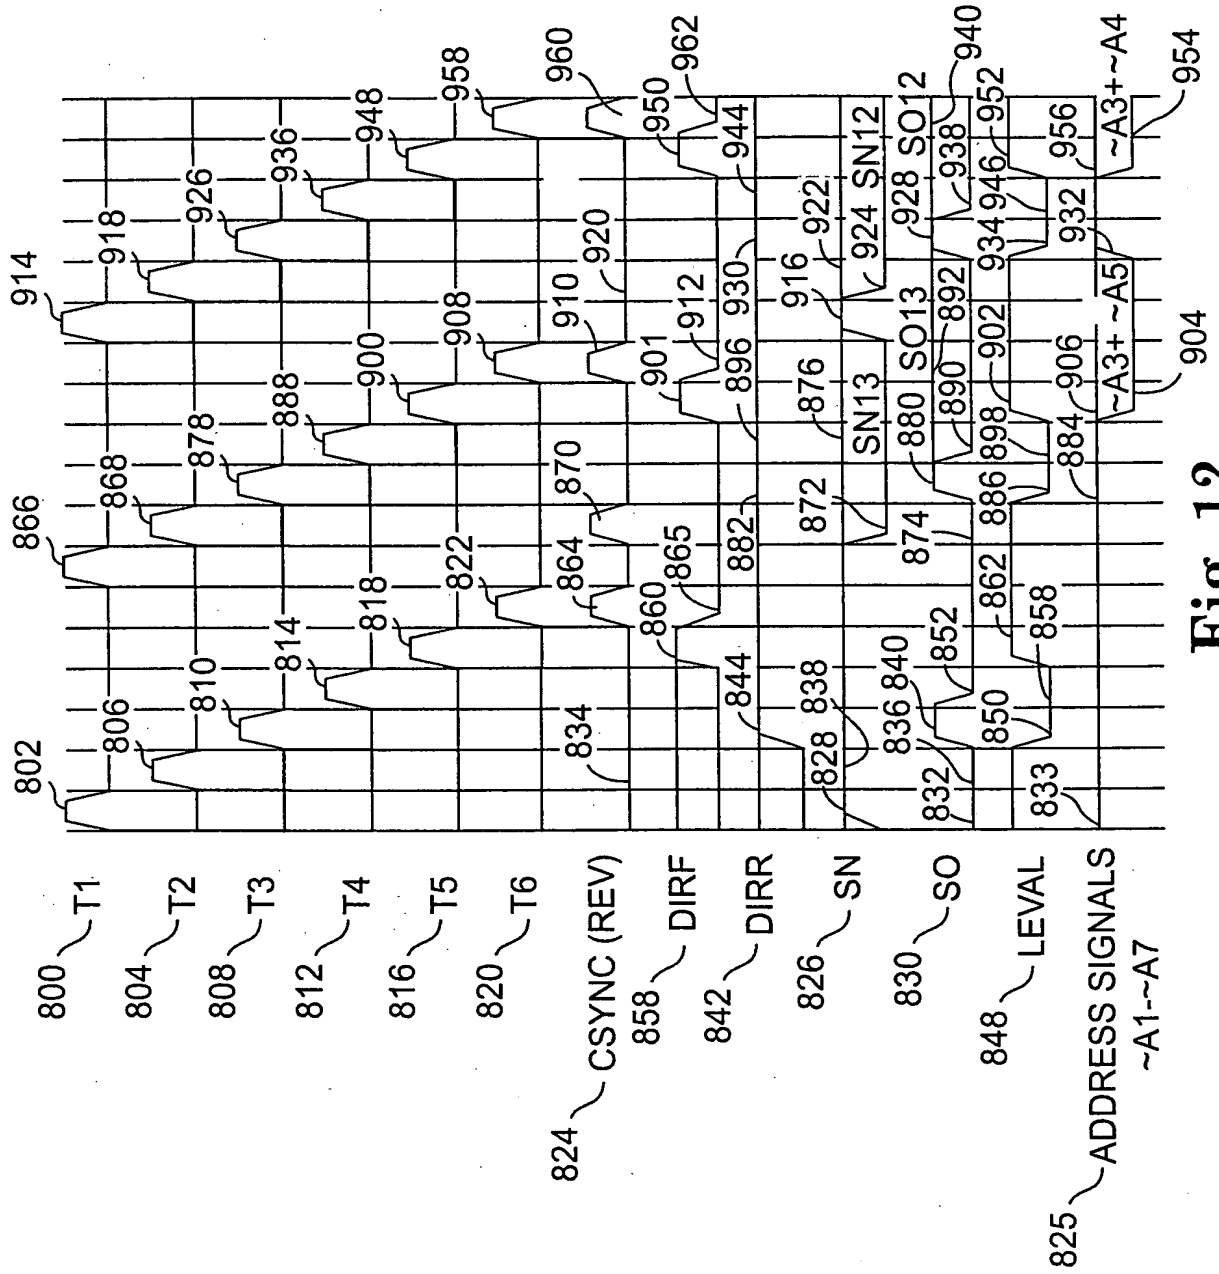 802 866 914
800 T1
806 868 918
804 T2
810 878 926
808 T3
814 888 936
812 T4
818 900 948
816 T5
822 908 958
820 T6
834 864 870 910 920 960
824 CSYNC (REV)
860 865 901 912 950 962
858 DIRF
844 882 896 930 944
842 DIRR
828 838 872 876 916 922
826 SN
SN13 924 SN12
832 836 840 852 874 880 890 SO13 892 928 SO12 938 940
830 SO
850 858 862 886 898 902 934 946 952
848 LEVAL
833 884 906 932 956
825 ADDRESS SIGNALS
~A1-~A7
~A3+ ~A5 ~A3+~A4
904 954
Fig. 12